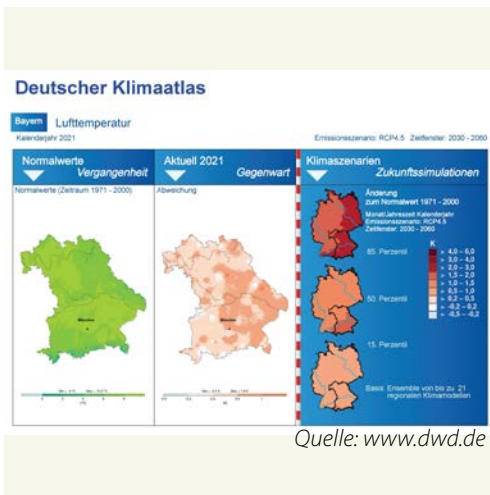 Deutscher Klimaatlas
Bayern Lufttemperatur
Kalenderjahr 2021
Emissionsszenario: RCP4.5 Zeitfenster: 2030 - 2060
Normalwerte
Vergangenheit
Normalwerte (Zeitraum 1971 - 2000)
Aktuell 2021
Gegenwart
Abweichung
Klimaszenarien
Zukunftssimulationen
Änderung
zum Normalwert 1971 - 2000
Monat/Jahreszeit Kalenderjahr
Emissionsszenario: RCP4.5
Zeitfenster: 2030 - 2060
85. Perzentil
K
> 4,0 – 6,0
> 3,0 – 4,0
> 2,0 – 3,0
> 1,5 – 2,0
> 1,0 – 1,5
> 0,5 – 1,0
> 0,2 – 0,5
> -0,2 – 0,2
> -0,5 – -0,2
50. Perzentil
15. Perzentil
Basis: Ensemble von bis zu 21
regionalen Klimamodellen
München
München
Quelle: www.dwd.de